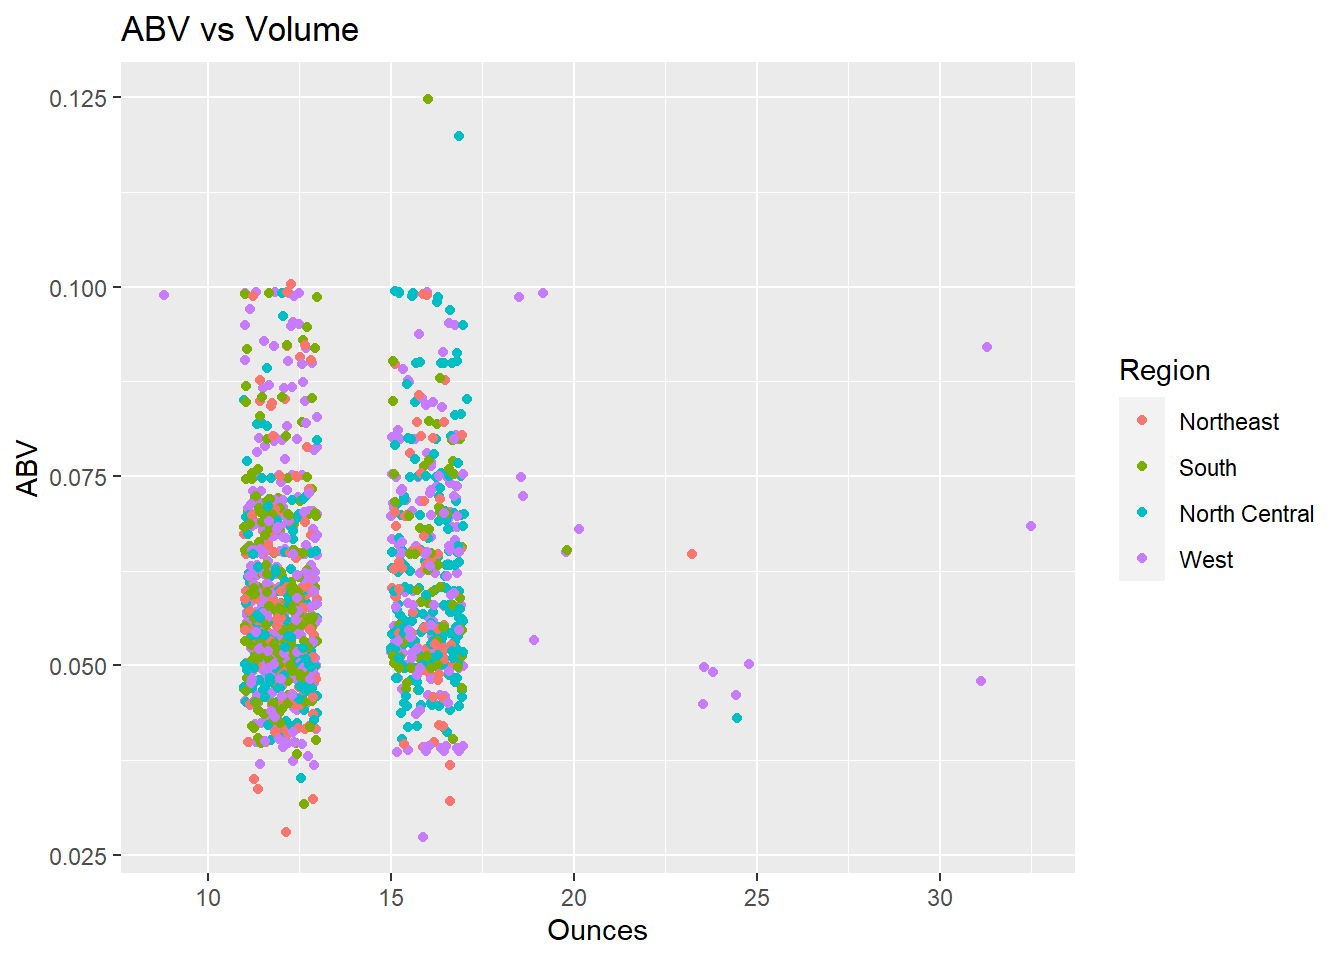 ABV vs Volume
0.125
0.100
0.075
0.050
0.025
ABV
10 15 20 25 30
Ounces
Region
Northeast
South
North Central
West